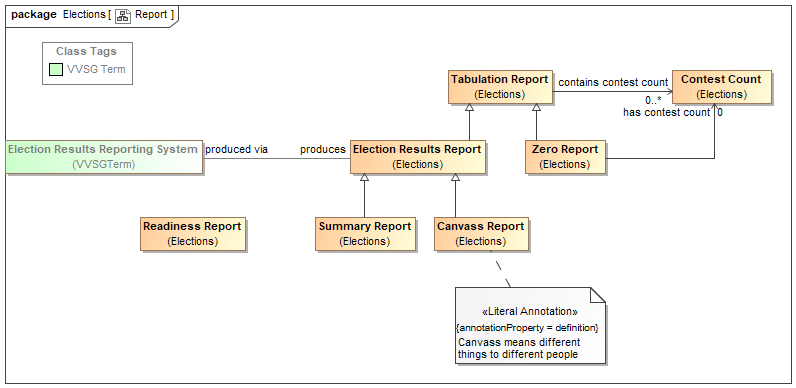 package Elections [ Report ]
Class Tags
VVSG Term
Tabulation Report
(Elections)
contains contest count
0..*
Contest Count
(Elections)
has contest count 0
Election Results Reporting System
(VVSGTerm)
produced via
produces
Election Results Report
(Elections)
Zero Report
(Elections)
Readiness Report
(Elections)
Summary Report
(Elections)
Canvass Report
(Elections)
«Literal Annotation»
{annotationProperty = definition}
Canvass means different
things to different people